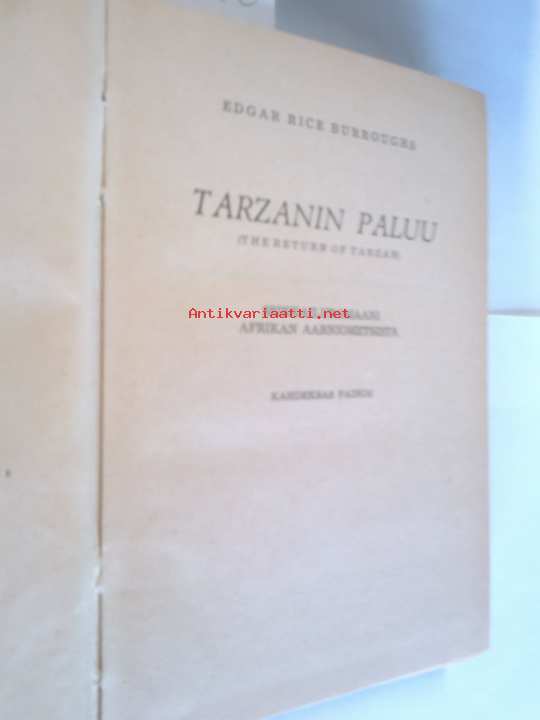 EDGAR RICE BURROUGHS
TARZANIN PALUU
(THE RETURN OF TARZAN)
Antikvariaatti.net
AFRIKAN AARNIOMETSISTÄ
KAHDEKSAS PAINOS